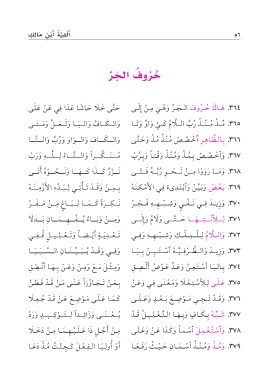 ٥٦ أَلْفِيَّةُ ابْنِ مَالِكٍ
حُرُوفُ الجَرِّ
٣٦٤. هَاكَ حُرُوفَ الجَرِّ وَهْيَ مِنْ إِلَى حَتَّى خَلَا حَاشَا عَدَا فِي عَنْ عَلَى
٣٦٥. مُذْ مُنْذُ رُبَّ اللَّامُ كَيْ وَاوٌ وَتَا وَالكَافُ وَالبَا وَلَعَلَّ وَمَتَى
٣٦٦. بِالظَّاهِرِ اخْصُصْ مُنْذُ مُذْ وَحَتَّى وَالكَافَ وَالوَاوَ وَرُبَّ وَالتَّا
٣٦٧. وَاخْصُصْ بِمُذْ وَمُنْذُ وَقْتاً وَبِرُبّْ مُنَكَّراً وَالتَّاءُ لِلَّهِ وَرَبّْ
٣٦٨. وَمَا رَوَوْا مِنْ نَحْوِ رُبَّهُ فَتَى نَزْرٌ كَذَا كَهَا وَنَحْوُهُ أَتَى
٣٦٩. بَعِّضْ وَبَيِّنْ وَابْتَدِئْ فِي الأَمْكِنَهْ بِمِنْ وَقَدْ تَأْتِي لِبَدْءِ الأَزْمِنَهْ
٣٧٠. وَزِيدَ فِي نَفْيٍ وَشِبْهِهِ فَجَرّْ نَكِرَةً كَمَا لِبَاغٍ مِنْ مَفَرّْ
٣٧١. لِلِانْتِهَا حَتَّى وَلَامٌ وَإِلَى وَمِنْ وَبَاءٌ يُفْهِمَانِ بَدَلَا
٣٧٢. وَاللَّامُ لِلْمِلْكِ وَشِبْهِهِ وَفِي تَعْدِيَةٍ أَيْضاً وَتَعْلِيلٍ قُفِي
٣٧٣. وَزِيدَ وَالظَّرْفِيَّةَ اسْتَبِنْ بِبَا وَفِي وَقَدْ يُبَيِّنَانِ السَّبَبَا
٣٧٤. بِالبَا اسْتَعِنْ وَعَدِّ عَوِّضْ أَلْصِقِ وَمِثْلَ مَعْ وَمِنْ وَعَنْ بِهَا انْطِقِ
٣٧٥. عَلَى لِلِاسْتِعْلَا وَمَعْنَى فِي وَعَنْ بِعَنْ تَجَاوُزاً عَنَى مَنْ قَدْ فَطَنْ
٣٧٦. وَقَدْ تَجِي مَوْضِعَ بَعْدٍ وَعَلَى كَمَا عَلَى مَوْضِعَ عَنْ قَدْ جُعِلَا
٣٧٧. شَبِّهْ بِكَافٍ وَبِهَا التَّعْلِيلُ قَدْ يُعْنَى وَزَائِداً لِتَوْكِيدٍ وَرَدْ
٣٧٨. وَاسْتُعْمِلَ اسْماً وَكَذَا عَنْ وَعَلَى مِنْ أَجْلِ ذَا عَلَيْهِمَا مِنْ دَخَلَا
٣٧٩. وَمُذْ وَمُنْذُ اسْمَانِ حَيْثُ رَفَعَا أَوْ أُولِيَا الفِعْلَ كَجِئْتُ مُذْ دَعَا